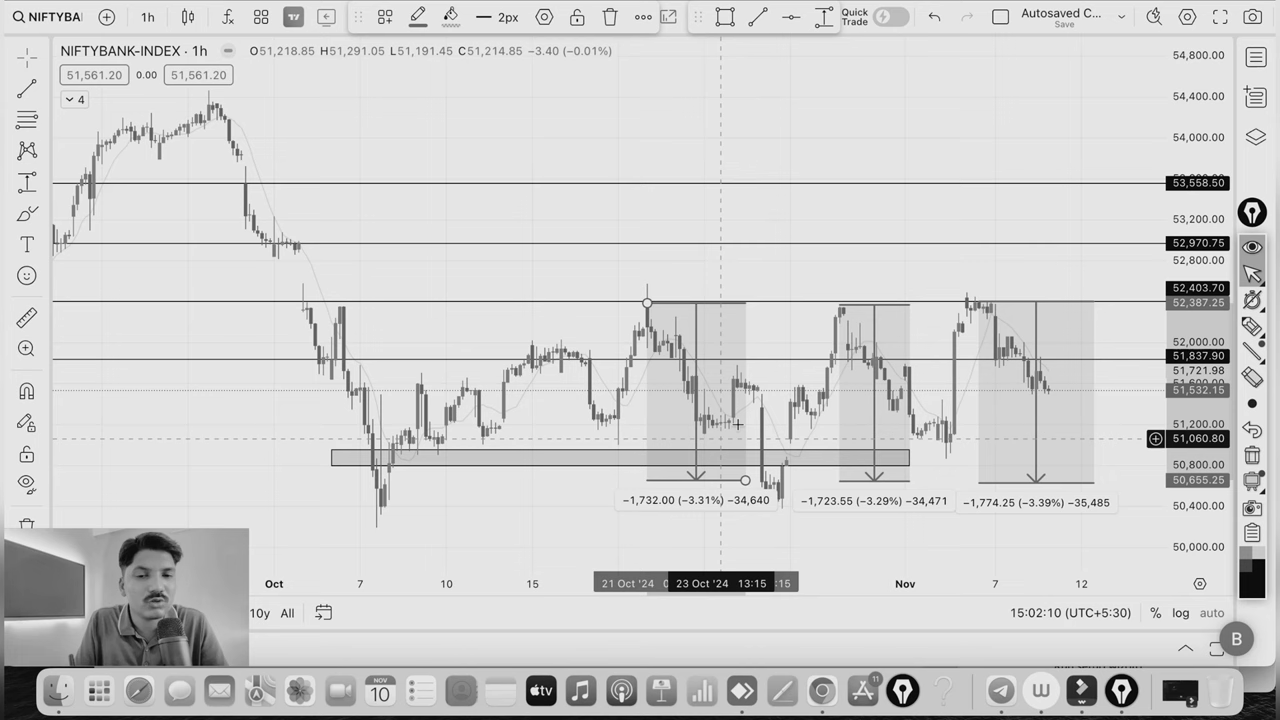 NIFTYBA
1h
2px
Quick
Trade
Autosaved C...
Save
NIFTYBANK-INDEX · 1h
O51,218.85 H51,291.05 L51,191.45 C51,214.85 −3.40 (−0.01%)
51,561.20 0.00 51,561.20
4
54,800.00
54,400.00
54,000.00
53,558.50
53,200.00
52,970.75
52,800.00
52,403.70
52,387.25
52,000.00
51,837.90
51,721.98
51,532.15
51,200.00
51,060.80
50,800.00
50,655.25
50,400.00
50,000.00
−1,732.00 (−3.31%) −34,640
−1,723.55 (−3.29%) −34,471
−1,774.25 (−3.39%) −35,485
Oct 7 10 15 21 Oct '24 23 Oct '24 13:15 :15 Nov 7 12
10y All
15:02:10 (UTC+5:30) % log auto
B
NOV
10
tv
11
W